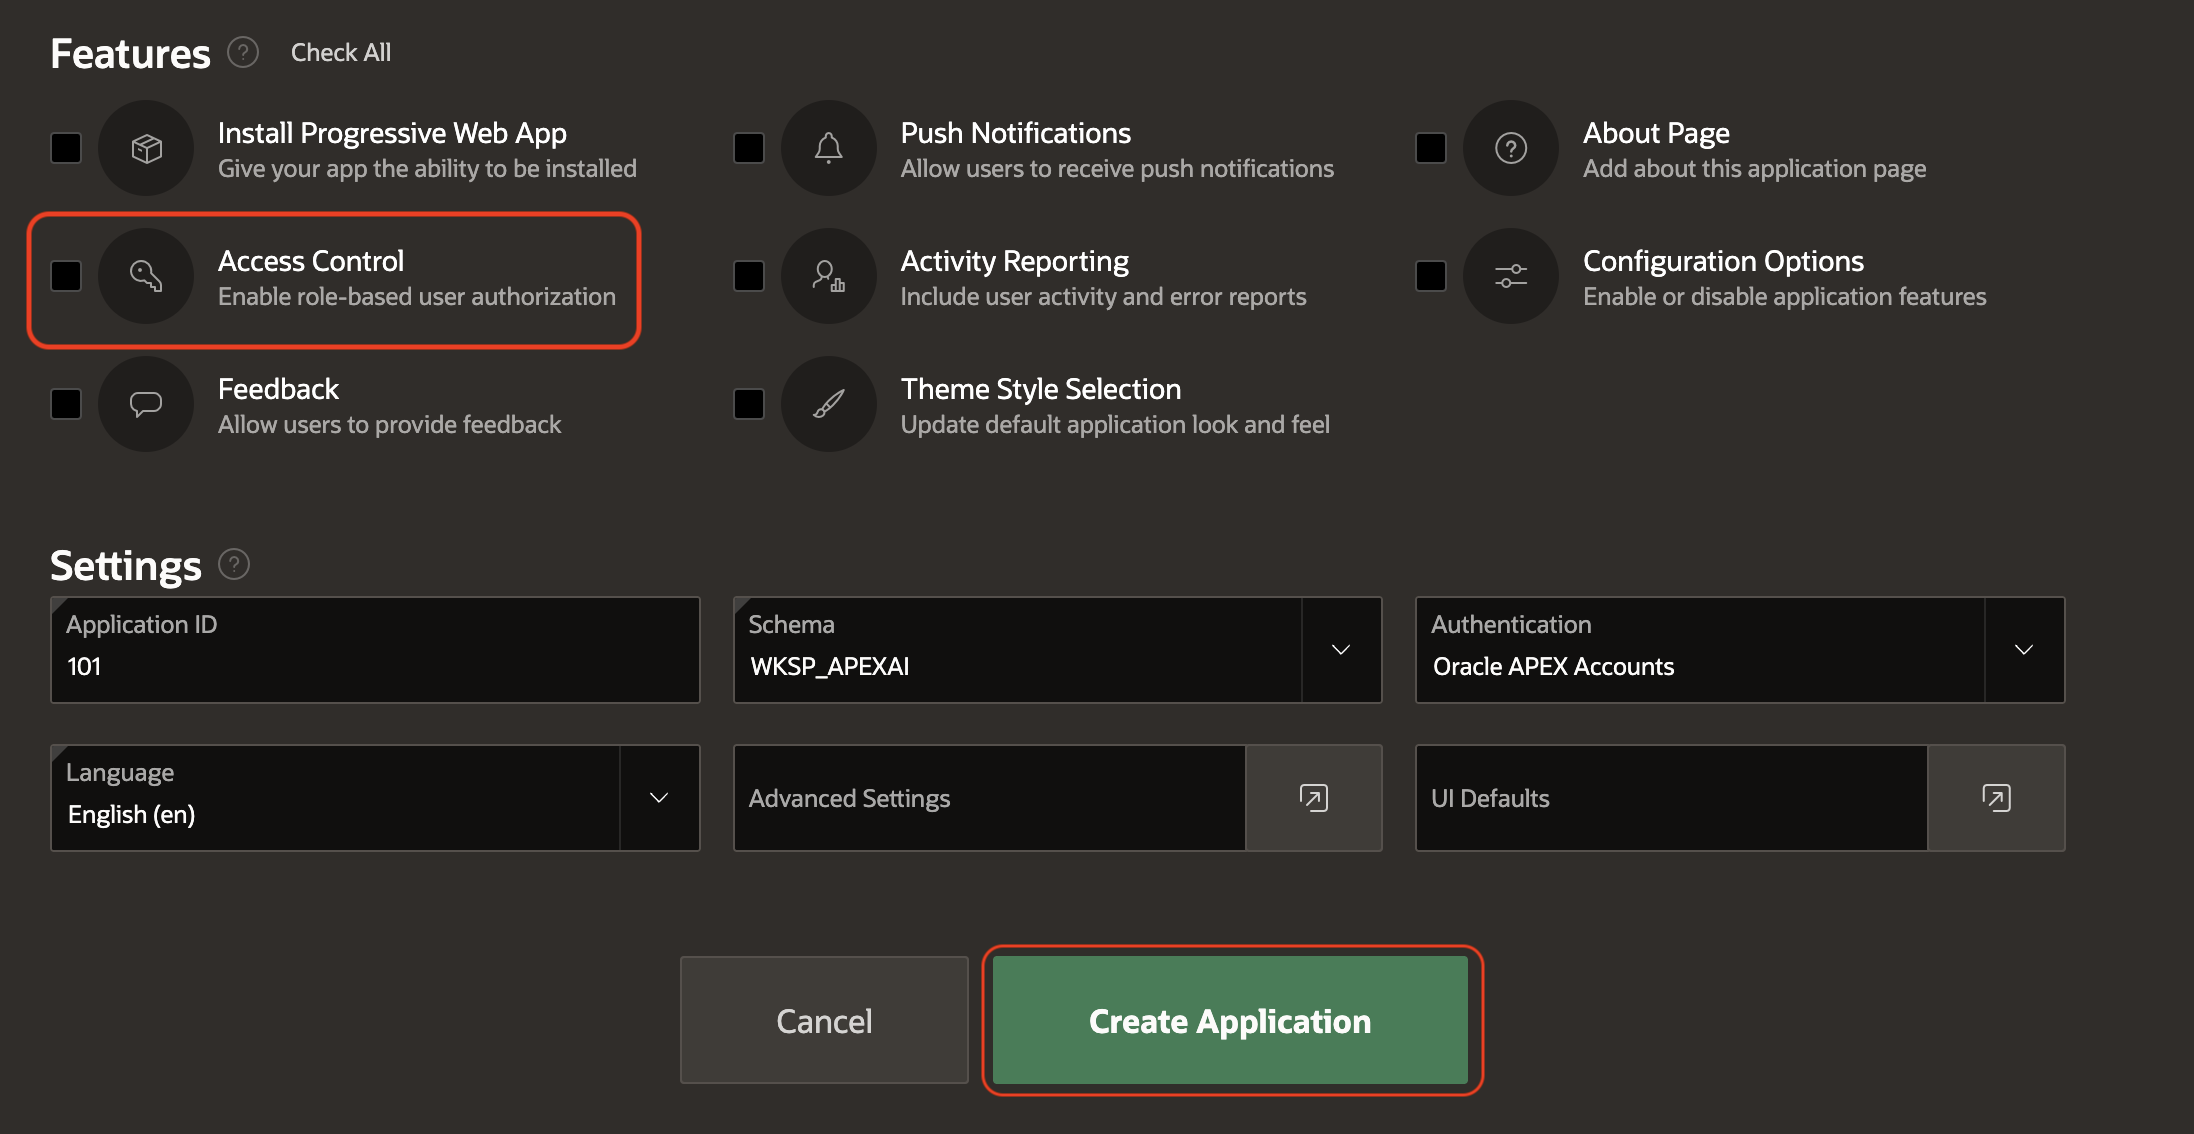 Features ? Check All
Install Progressive Web App
Give your app the ability to be installed
Push Notifications
Allow users to receive push notifications
?
About Page
Add about this application page
Access Control
Enable role-based user authorization
Activity Reporting
Include user activity and error reports
Configuration Options
Enable or disable application features
Feedback
Allow users to provide feedback
Theme Style Selection
Update default application look and feel
Settings ?
Application ID
101
Schema
WKSP_APEXAI
Authentication
Oracle APEX Accounts
Language
English (en)
Advanced Settings
UI Defaults
Cancel
Create Application